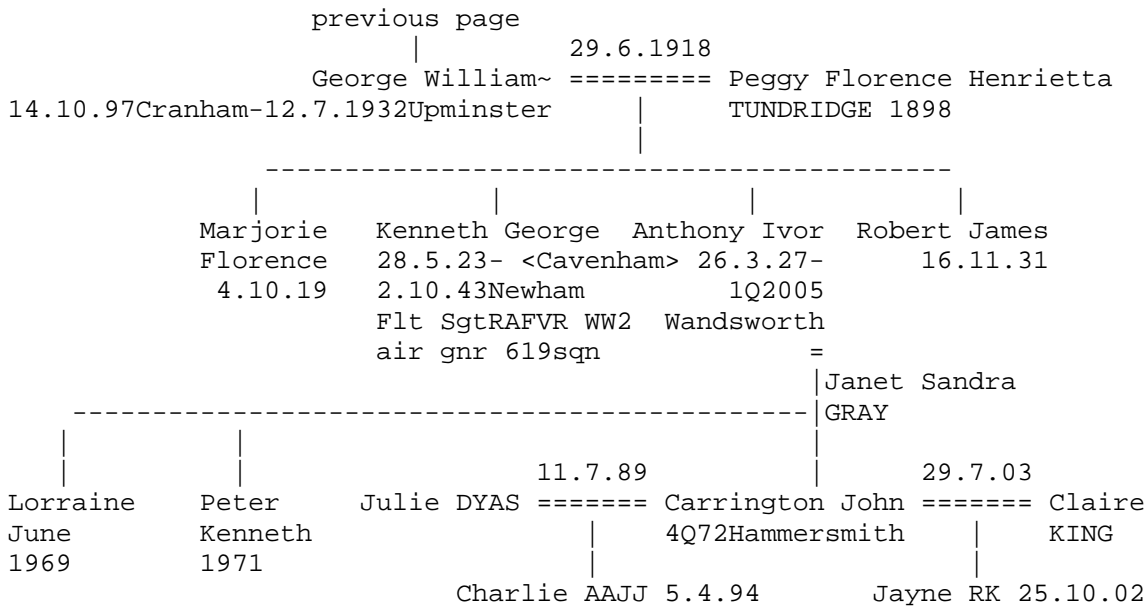 previous page
29.6.1918
George William~ ========= Peggy Florence Henrietta
14.10.97Cranham-12.7.1932Upminster | TUNDRIDGE 1898
Marjorie Kenneth George Anthony Ivor Robert James
Florence 28.5.23- <Cavenham> 26.3.27- 16.11.31
4.10.19 2.10.43Newham 1Q2005
Flt SgtRAFVR WW2 Wandsworth
air gnr 619sqn =
|Janet Sandra
|GRAY
11.7.89 | 29.7.03
Lorraine Peter Julie DYAS ======= Carrington John ======= Claire
June Kenneth | 4Q72Hammersmith | KING
1969 1971
Charlie AAJJ 5.4.94 Jayne RK 25.10.02